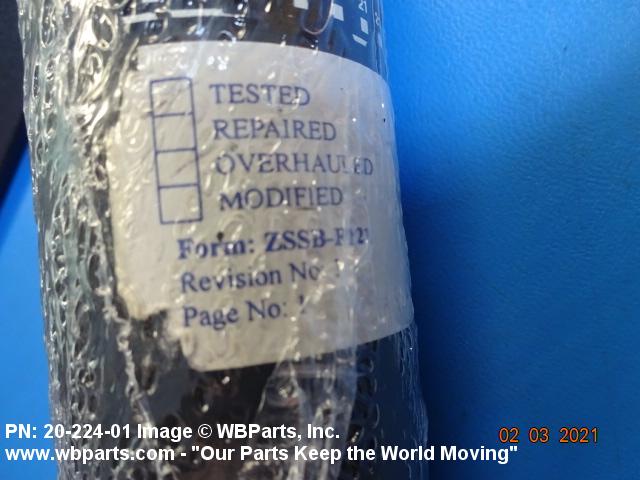 TESTED
REPAIRED
OVERHAULED
MODIFIED
Form:
Revision No:
Page No: 1
PN: 20-224-01 Image © WBParts, Inc.
www.wbparts.com - "Our Parts Keep the World Moving"
02 03 2021